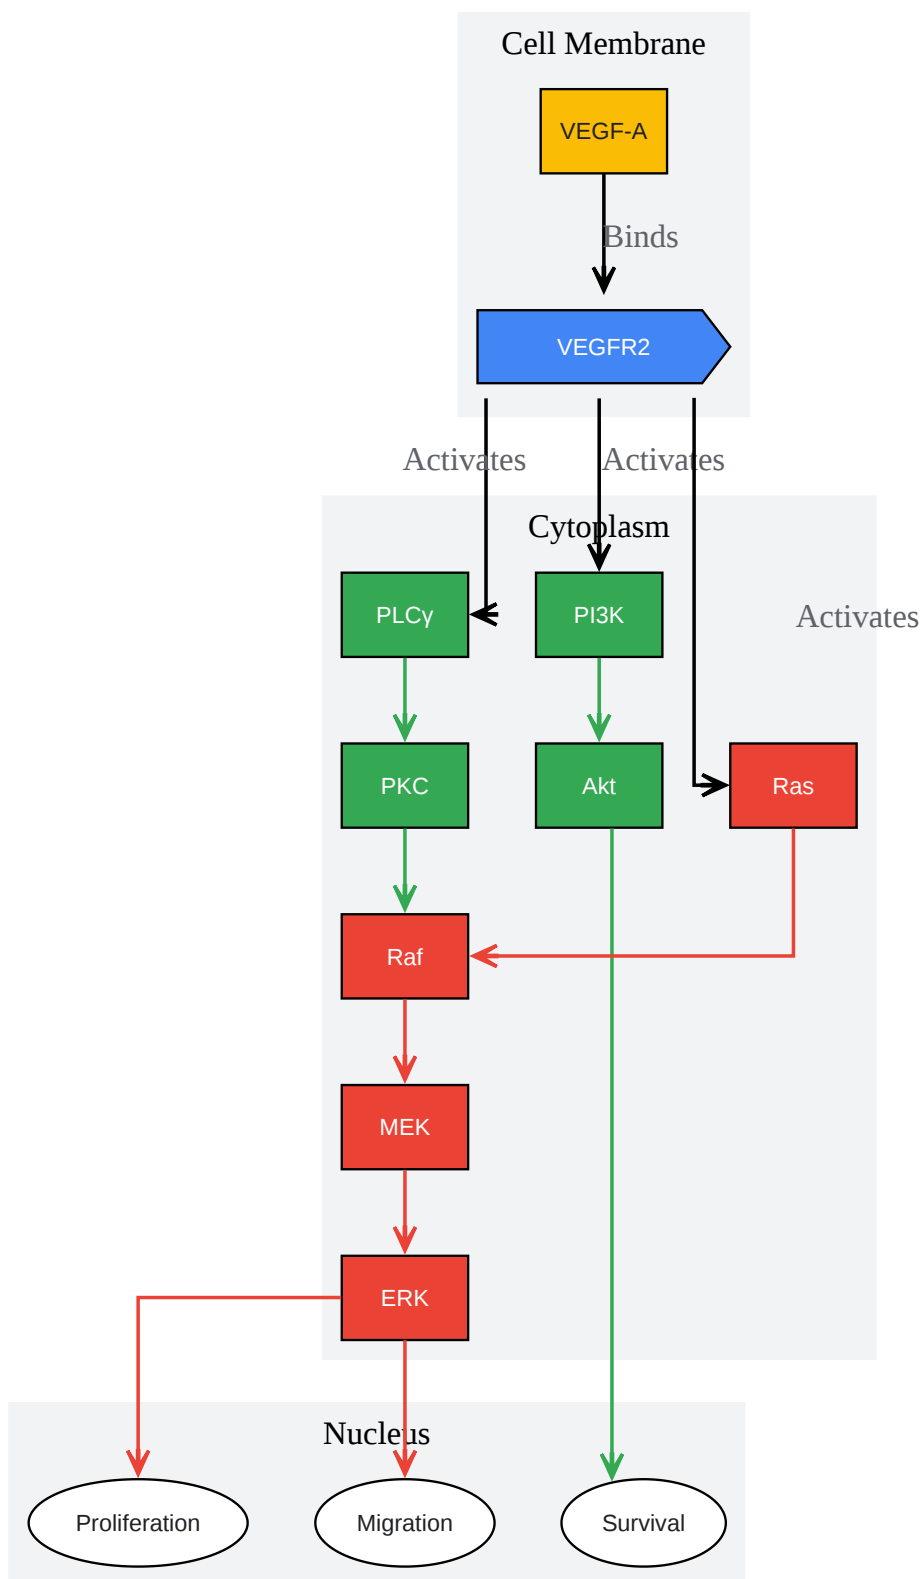 Cell Membrane
VEGF-A
Binds
VEGFR2
Activates
Activates
Cytoplasm
PLCγ
PI3K
Activates
PKC
Akt
Ras
Raf
MEK
ERK
Nucleus
Proliferation
Migration
Survival